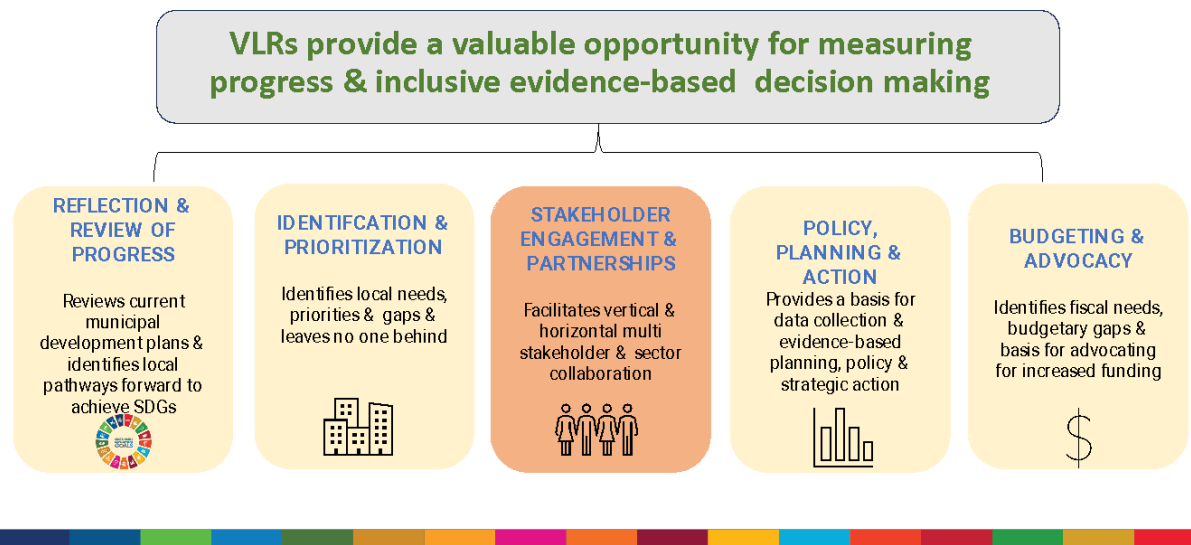 VLRs provide a valuable opportunity for measuring
progress & inclusive evidence-based decision making
REFLECTION &
REVIEW OF
PROGRESS
Reviews current
municipal
development plans &
identifies local
pathways forward to
achieve SDGs
IDENTIFCATION &
PRIORITIZATION
Identifies local needs,
priorities & gaps &
leaves no one behind
STAKEHOLDER
ENGAGEMENT &
PARTNERSHIPS
Facilitates vertical &
horizontal multi
stakeholder & sector
collaboration
POLICY,
PLANNING &
ACTION
Provides a basis for
data collection &
evidence-based
planning, policy &
strategic action
BUDGETING &
ADVOCACY
Identifies fiscal needs,
budgetary gaps &
basis for advocating
for increased funding
$